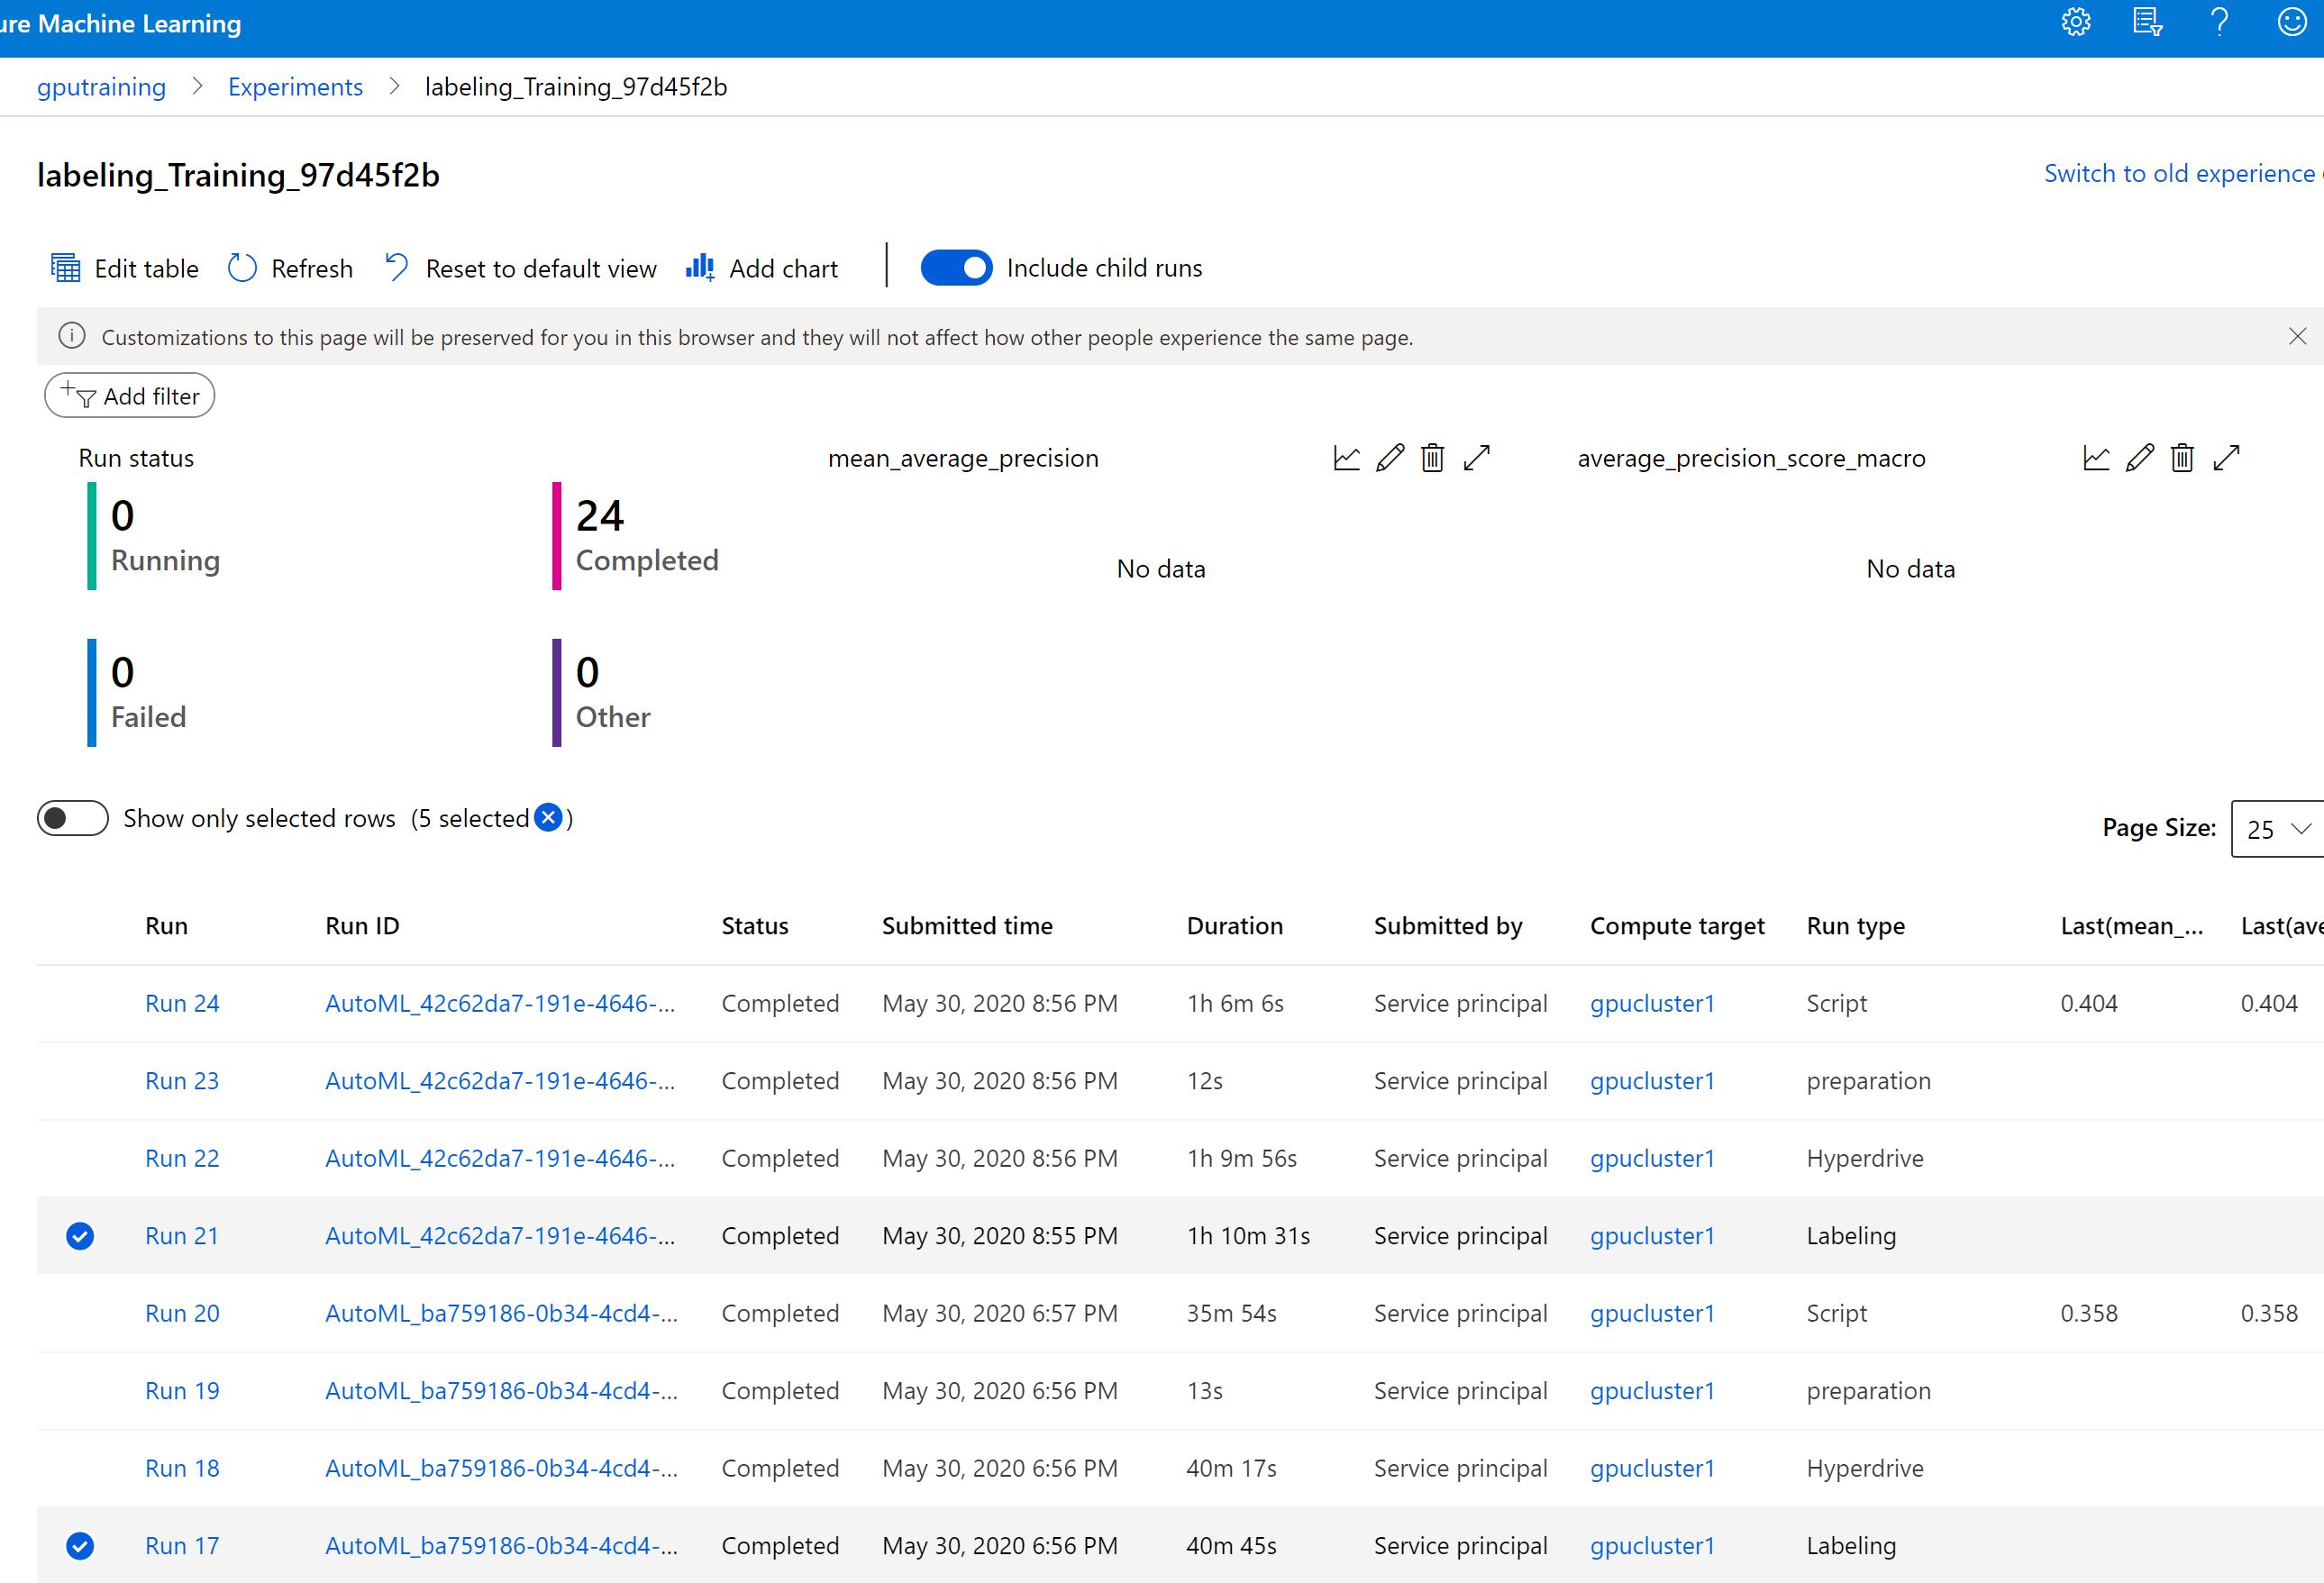 ure Machine Learning
gputraining > Experiments > labeling_Training_97d45f2b
labeling_Training_97d45f2b
Switch to old experience
Edit table Refresh Reset to default view Add chart Include child runs
Customizations to this page will be preserved for you in this browser and they will not affect how other people experience the same page.
Add filter
Run status
0
Running
24
Completed
0
Failed
0
Other
mean_average_precision
No data
average_precision_score_macro
No data
Show only selected rows (5 selected )
Page Size: 25
Run Run ID Status Submitted time Duration Submitted by Compute target Run type Last(mean_... Last(ave
Run 24 AutoML_42c62da7-191e-4646-... Completed May 30, 2020 8:56 PM 1h 6m 6s Service principal gpucluster1 Script 0.404 0.404
Run 23 AutoML_42c62da7-191e-4646-... Completed May 30, 2020 8:56 PM 12s Service principal gpucluster1 preparation
Run 22 AutoML_42c62da7-191e-4646-... Completed May 30, 2020 8:56 PM 1h 9m 56s Service principal gpucluster1 Hyperdrive
Run 21 AutoML_42c62da7-191e-4646-... Completed May 30, 2020 8:55 PM 1h 10m 31s Service principal gpucluster1 Labeling
Run 20 AutoML_ba759186-0b34-4cd4-... Completed May 30, 2020 6:57 PM 35m 54s Service principal gpucluster1 Script 0.358 0.358
Run 19 AutoML_ba759186-0b34-4cd4-... Completed May 30, 2020 6:56 PM 13s Service principal gpucluster1 preparation
Run 18 AutoML_ba759186-0b34-4cd4-... Completed May 30, 2020 6:56 PM 40m 17s Service principal gpucluster1 Hyperdrive
Run 17 AutoML_ba759186-0b34-4cd4-... Completed May 30, 2020 6:56 PM 40m 45s Service principal gpucluster1 Labeling